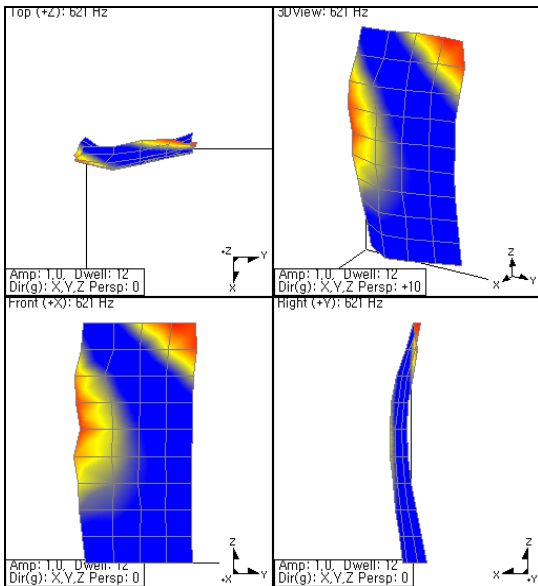 Top (+Z): 621 Hz
3DView: 621 Hz
+Z
Y
X
Amp: 1.0, Dwell: 12
Dir(g): X,Y,Z Persp: 0
Z
X
Y
Amp: 1.0, Dwell: 12
Dir(g): X,Y,Z Persp: +10
Front (+X): 621 Hz
Right (+Y): 621 Hz
Z
+X
Y
Amp: 1.0, Dwell: 12
Dir(g): X,Y,Z Persp: 0
Z
X
+Y
Amp: 1.0, Dwell: 12
Dir(g): X,Y,Z Persp: 0